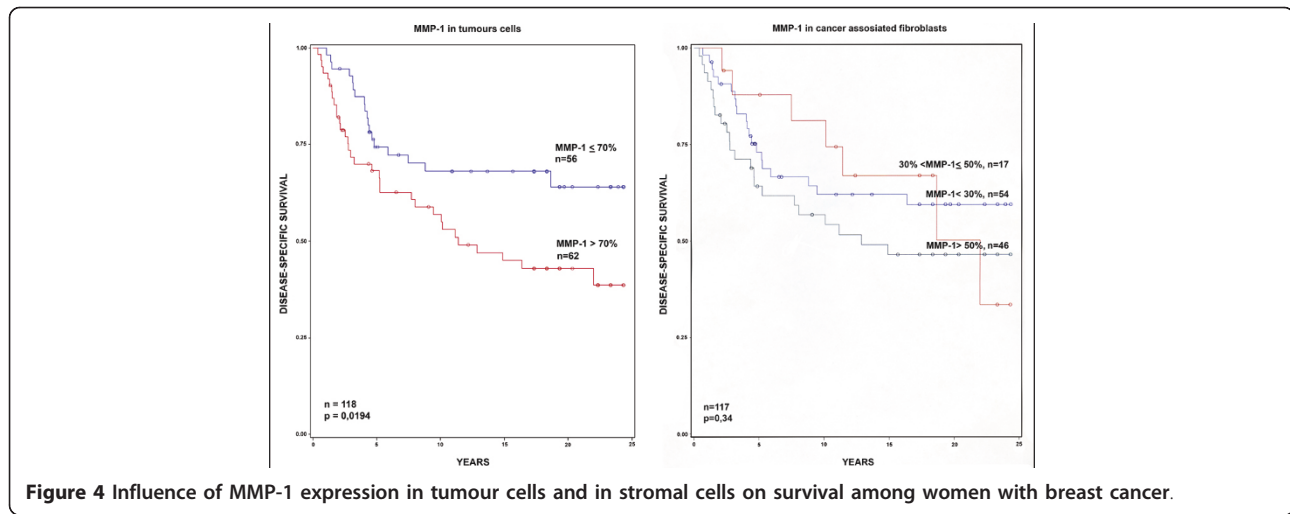 MMP-1 in tumours cells
1.00
0.75
0.50
0.25
0.00
DISEASE-SPECIFIC SURVIVAL
MMP-1 ≤ 70%
n=56
MMP-1 > 70%
n=62
n = 118
p = 0,0194
0
5
10
15
20
25
YEARS
MMP-1 in cancer assosiated fibroblasts
1.00
0.75
0.50
0.25
0.00
DISEASE-SPECIFIC SURVIVAL
30% <MMP-1≤ 50%, n=17
MMP-1< 30%, n=54
MMP-1> 50%, n=46
n=117
p=0,34
0
5
10
15
20
25
YEARS
Figure 4 Influence of MMP-1 expression in tumour cells and in stromal cells on survival among women with breast cancer.